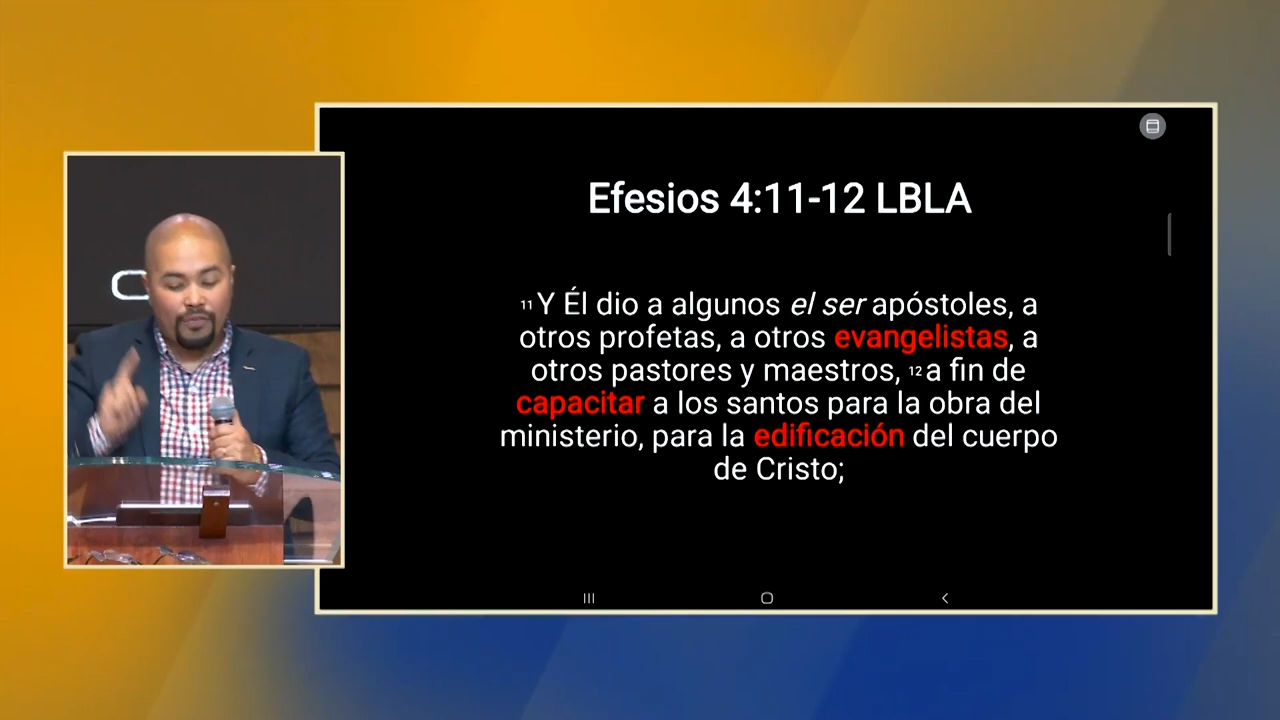 Efesios 4:11-12 LBLA
11 Y Él dio a algunos el ser apóstoles, a
otros profetas, a otros evangelistas, a
otros pastores y maestros, 12 a fin de
capacitar a los santos para la obra del
ministerio, para la edificación del cuerpo
de Cristo;